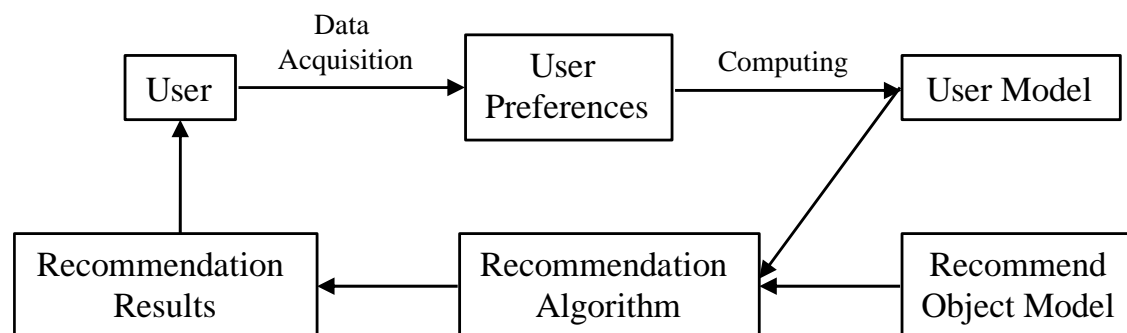 Data
Acquisition
User
User
Preferences
Computing
User Model
Recommendation
Results
Recommendation
Algorithm
Recommend
Object Model